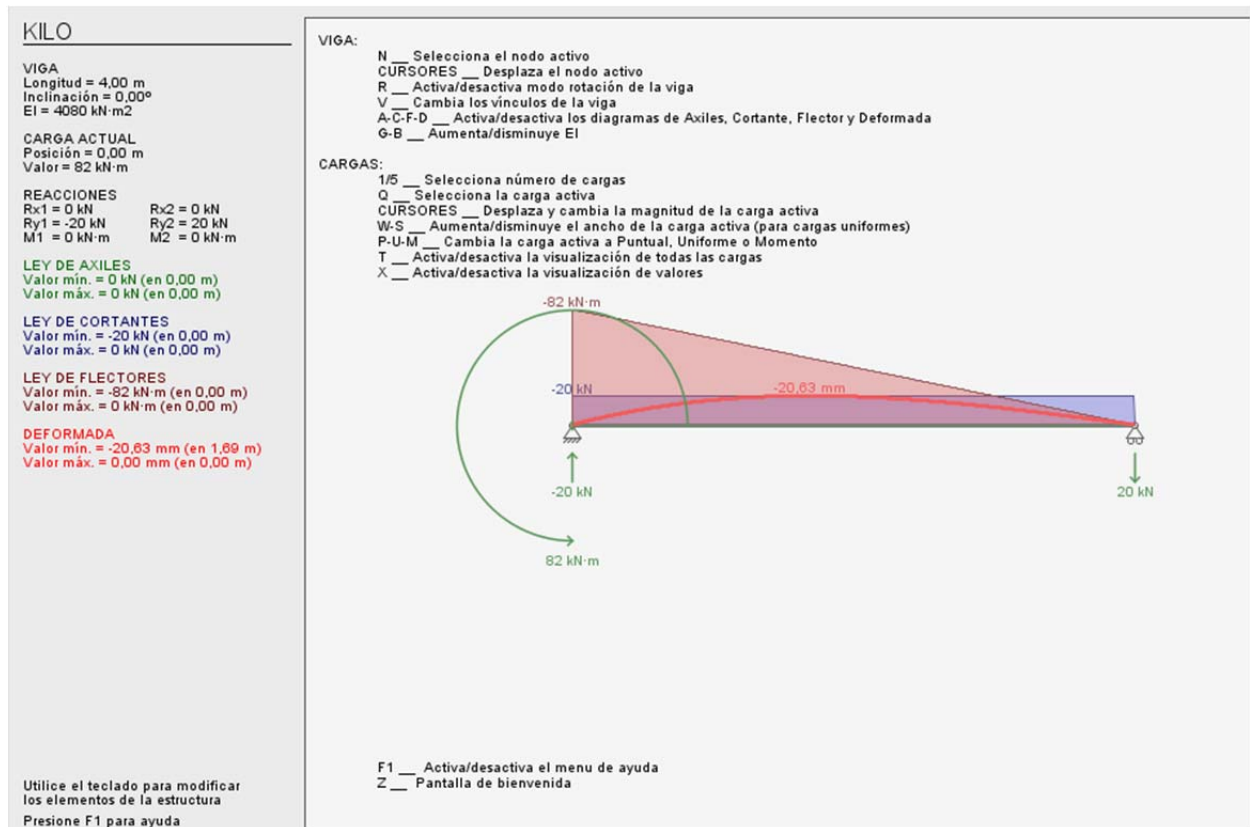 KILO
VIGA
Longitud = 4,00 m
Inclinación = 0,00º
EI = 4080 kN·m2
CARGA ACTUAL
Posición = 0,00 m
Valor = 82 kN·m
REACCIONES
Rx1 = 0 kN Rx2 = 0 kN
Ry1 = -20 kN Ry2 = 20 kN
M1 = 0 kN·m M2 = 0 kN·m
LEY DE AXILES
Valor mín. = 0 kN (en 0,00 m)
Valor máx. = 0 kN (en 0,00 m)
LEY DE CORTANTES
Valor mín. = -20 kN (en 0,00 m)
Valor máx. = 0 kN (en 0,00 m)
LEY DE FLECTORES
Valor mín. = -82 kN·m (en 0,00 m)
Valor máx. = 0 kN·m (en 0,00 m)
DEFORMADA
Valor mín. = -20,63 mm (en 1,69 m)
Valor máx. = 0,00 mm (en 0,00 m)
Utilice el teclado para modificar
los elementos de la estructura
Presione F1 para ayuda
VIGA:
N __ Selecciona el nodo activo
CURSORES __ Desplaza el nodo activo
R __ Activa/desactiva modo rotación de la viga
V __ Cambia los vínculos de la viga
A-C-F-D __ Activa/desactiva los diagramas de Axiles, Cortante, Flector y Deformada
G-B __ Aumenta/disminuye EI
CARGAS:
1/5 __ Selecciona número de cargas
Q __ Selecciona la carga activa
CURSORES __ Desplaza y cambia la magnitud de la carga activa
W-S __ Aumenta/disminuye el ancho de la carga activa (para cargas uniformes)
P-U-M __ Cambia la carga activa a Puntual, Uniforme o Momento
T __ Activa/desactiva la visualización de todas las cargas
X __ Activa/desactiva la visualización de valores
-82 kN·m
-20 kN
-20,63 mm
-20 kN
20 kN
82 kN·m
F1 __ Activa/desactiva el menu de ayuda
Z __ Pantalla de bienvenida